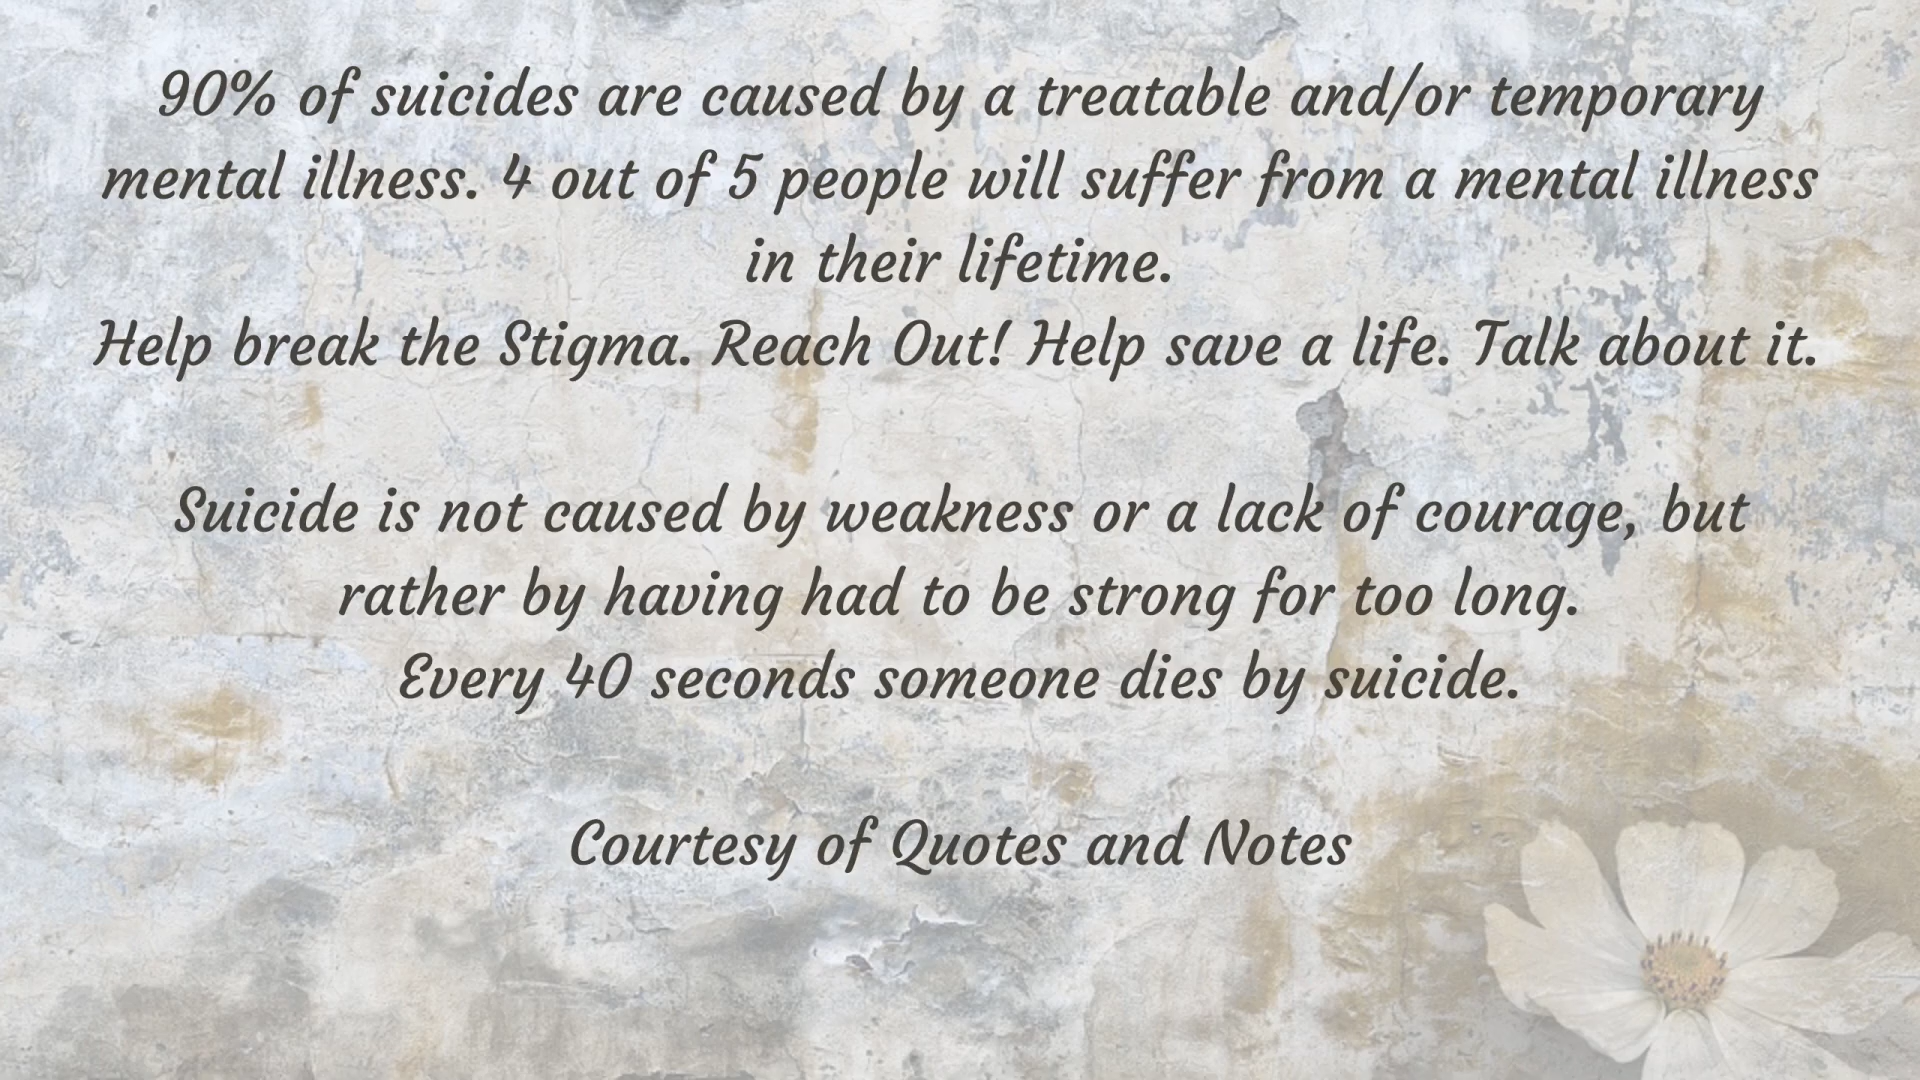 90% of suicides are caused by a treatable and/or temporary
mental illness. 4 out of 5 people will suffer from a mental illness
in their lifetime.
Help break the Stigma. Reach Out! Help save a life. Talk about it.
Suicide is not caused by weakness or a lack of courage, but
rather by having had to be strong for too long.
Every 40 seconds someone dies by suicide.
Courtesy of Quotes and Notes